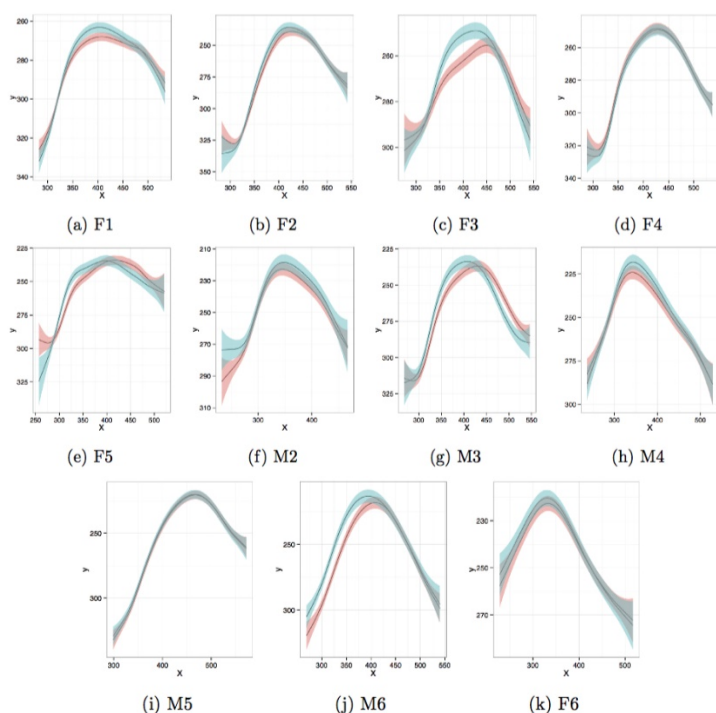 260
280
300
320
340
y
300 350 400 450 500
X
(a) F1
250
275
300
325
350
y
300 350 400 450 500 550
X
(b) F2
260
280
300
y
300 350 400 450 500 550
X
(c) F3
260
280
300
320
340
y
300 350 400 450 500 550
X
(d) F4
225
250
275
300
325
y
250 300 350 400 450 500
X
(e) F5
210
230
250
270
290
310
y
300 400
X
(f) M2
225
250
275
300
325
y
300 350 400 450 500 550
X
(g) M3
225
250
275
300
y
300 400 500
X
(h) M4
250
300
y
300 400 500
X
(i) M5
250
300
y
300 350 400 450 500 550
X
(j) M6
230
250
270
y
300 400 500
X
(k) F6